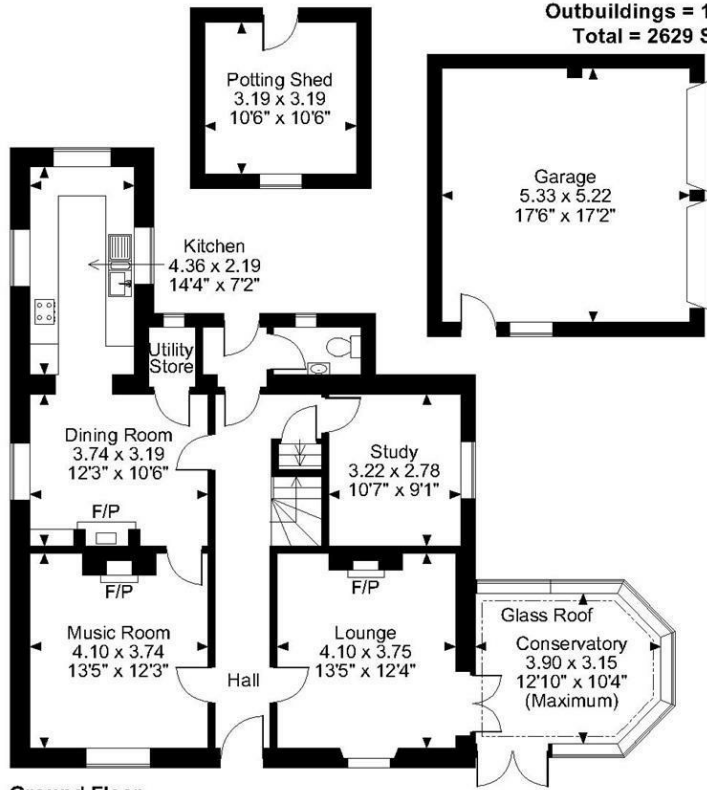 Outbuildings = 1
Total = 2629 S
Potting Shed
3.19 x 3.19
10'6" x 10'6"
Garage
5.33 x 5.22
17'6" x 17'2"
Kitchen
4.36 x 2.19
14'4" x 7'2"
Utility
Store
Dining Room
3.74 x 3.19
12'3" x 10'6"
F/P
Study
3.22 x 2.78
10'7" x 9'1"
F/P
Music Room
4.10 x 3.74
13'5" x 12'3"
Hall
F/P
Lounge
4.10 x 3.75
13'5" x 12'4"
Glass Roof
Conservatory
3.90 x 3.15
12'10" x 10'4"
(Maximum)
Ground Floor